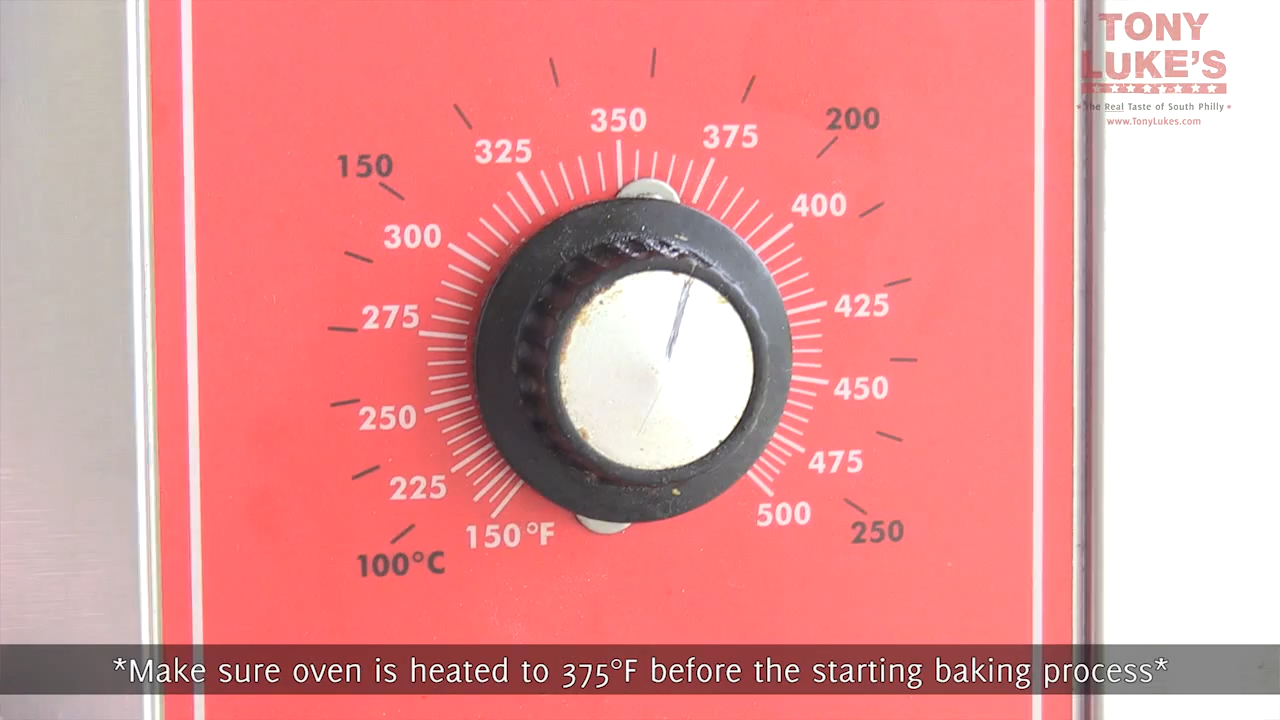 TONY
LUKE'S
*The Real Taste of South Philly*
www.TonyLukes.com
350
375
200
325
150
400
300
275
425
450
250
475
225
500
150°F
250
100°C
*Make sure oven is heated to 375°F before the starting baking process*